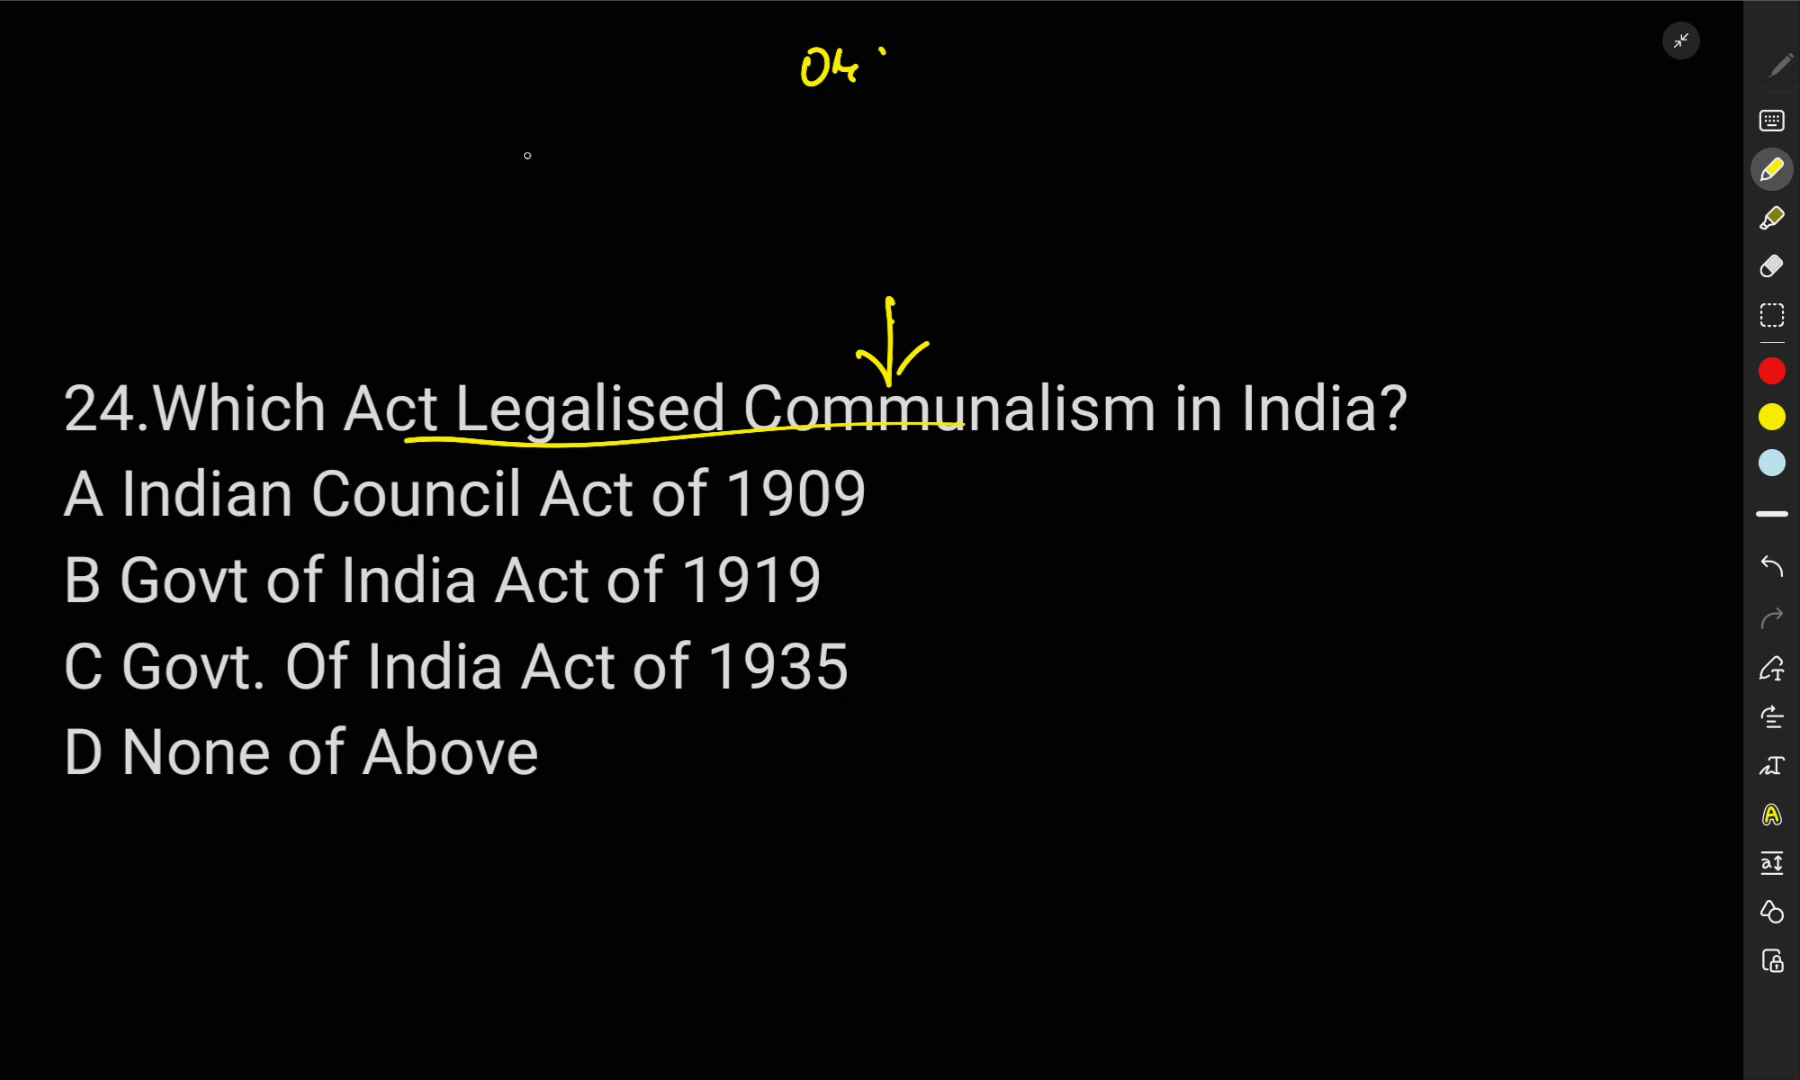 24.Which Act Legalised Communalism in India?
A Indian Council Act of 1909
B Govt of India Act of 1919
C Govt. Of India Act of 1935
D None of Above